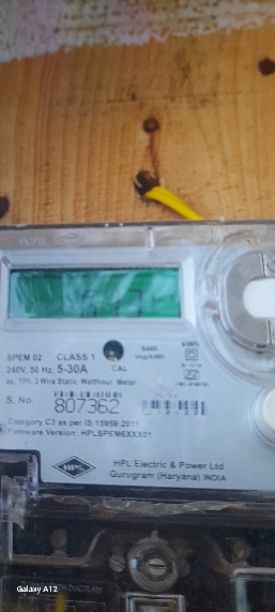 SPEM 02 CLASS 1
240V, 50 Hz, 5-30A
CAL
kWh
ac, 1Ph, 2 Wire Static Watthour Meter
S. No. 807362
Category C3 as per IS 15959:2011
Firmware Version: HPLSPEM6XXX01
HPL
HPL Electric & Power Ltd.
Gurugram (Haryana) INDIA
Galaxy A12